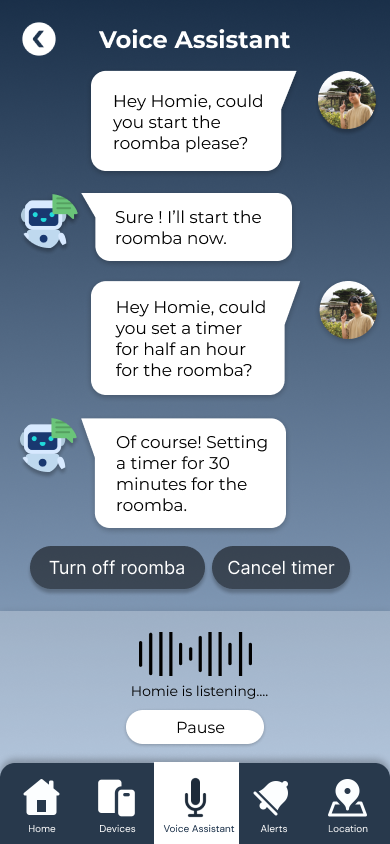 Voice Assistant
Hey Homie, could
you start the
roomba please?
Sure ! I’ll start the
roomba now.
Hey Homie, could
you set a timer
for half an hour
for the roomba?
Of course! Setting
a timer for 30
minutes for the
roomba.
Turn off roomba Cancel timer
Homie is listening....
Pause
Home Devices Voice Assistant Alerts Location